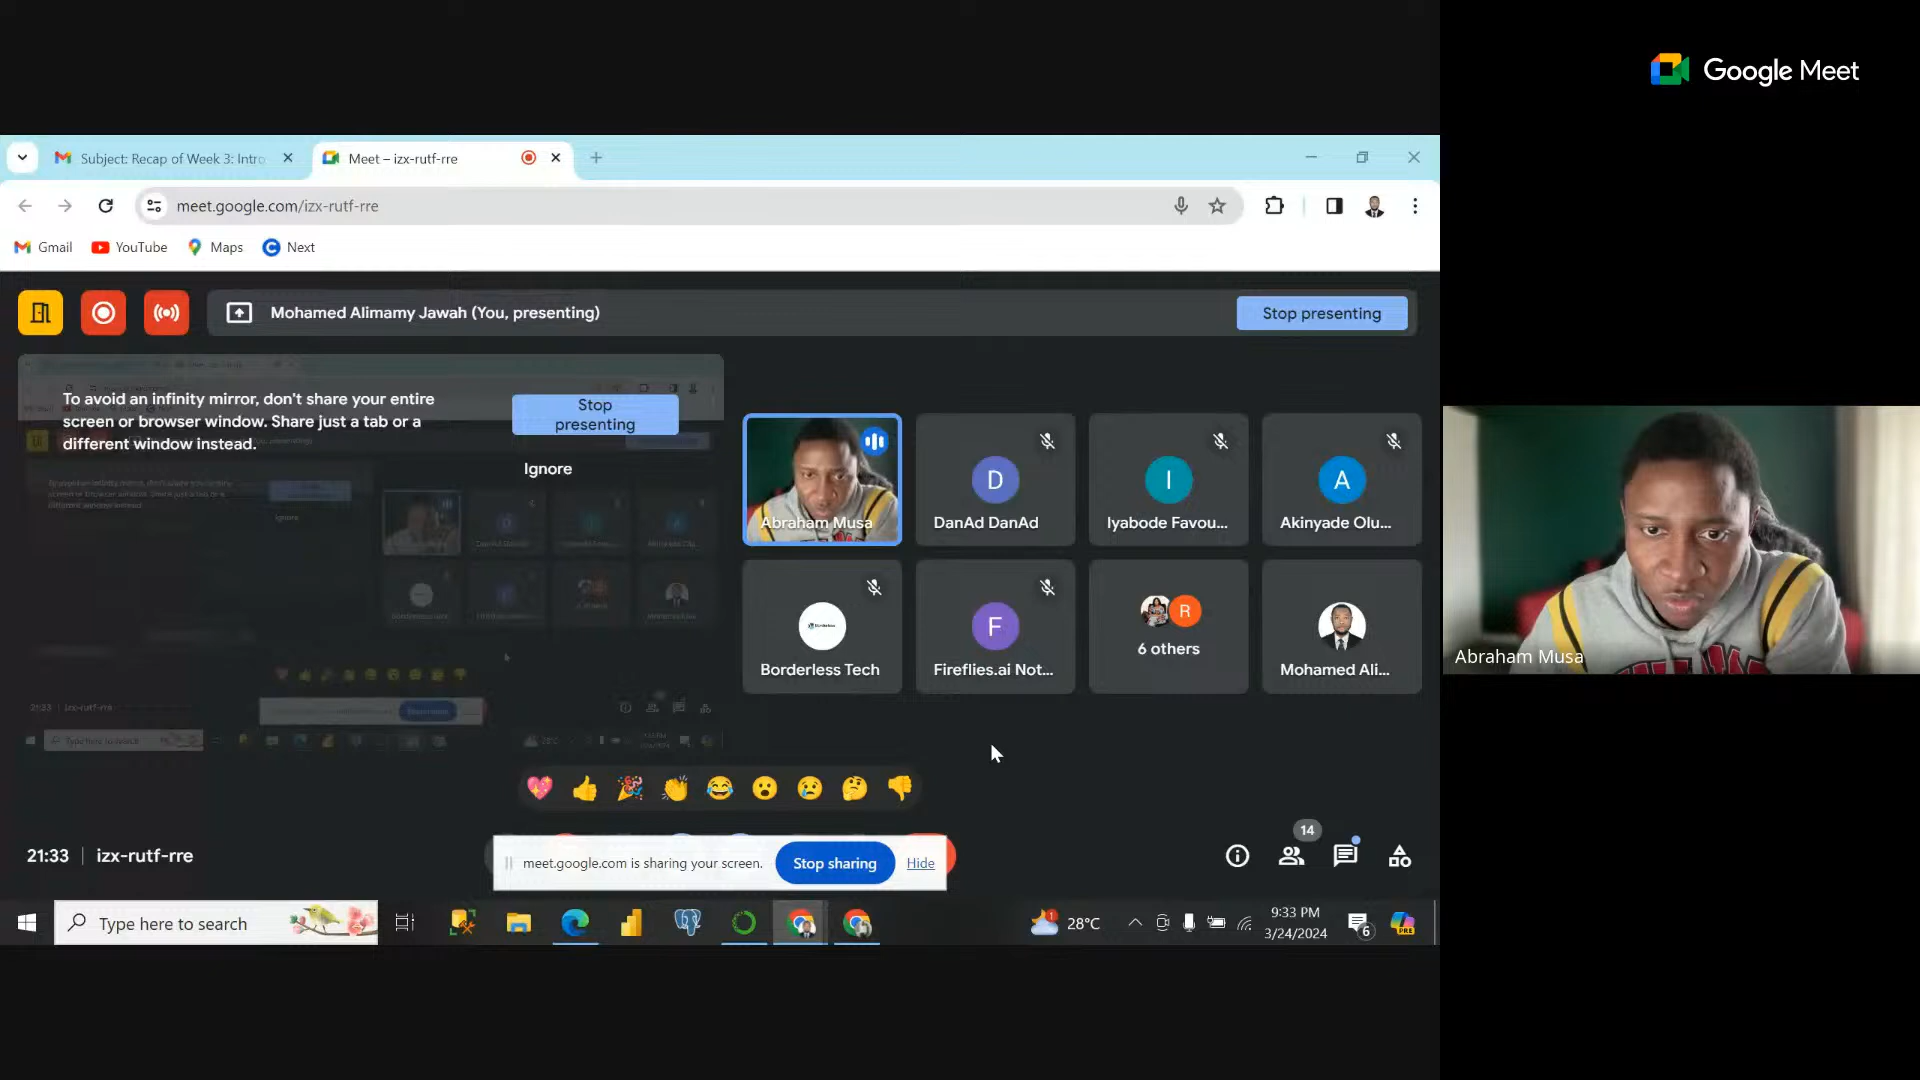 Google Meet
Subject: Recap of Week 3: Intro
Meet – izx-rutf-rre
meet.google.com/izx-rutf-rre
Gmail
YouTube
Maps
Next
Mohamed Alimamy Jawah (You, presenting)
Stop presenting
To avoid an infinity mirror, don't share your entire
screen or browser window. Share just a tab or a
different window instead.
Stop
presenting
Ignore
Abraham Musa
D
DanAd DanAd
I
Iyabode Favou...
A
Akinyade Olu...
Borderless Tech
F
Fireflies.ai Not...
R
6 others
Mohamed Ali...
Abraham Musa
21:33
izx-rutf-rre
14
meet.google.com is sharing your screen.
Stop sharing
Hide
Type here to search
1
28°C
9:33 PM
3/24/2024
6
PRE